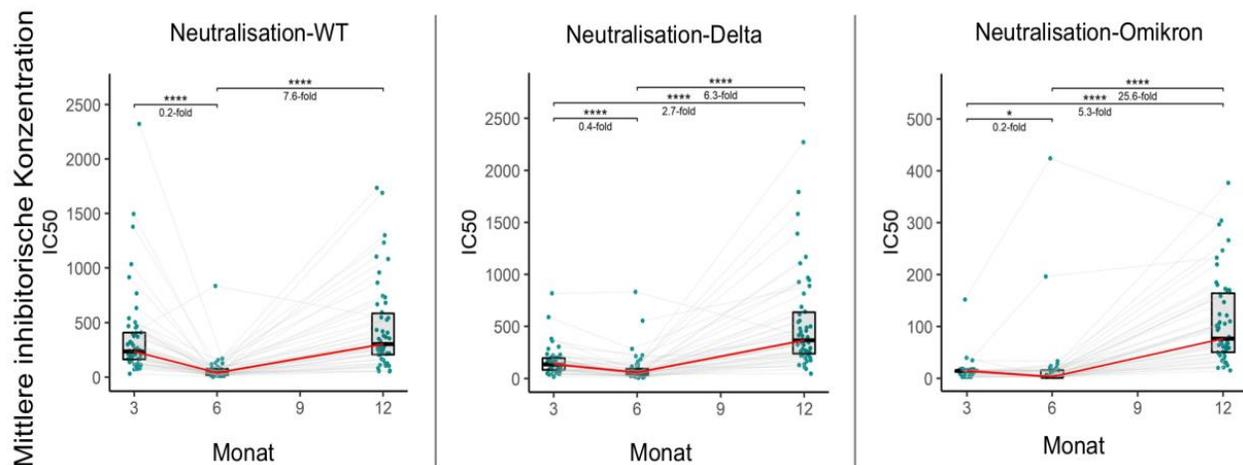 Mittlere inhibitorische Konzentration
Neutralisation-WT
IC50
2500
2000
1500
1000
500
0
****
7.6-fold
****
0.2-fold
3
6
9
12
Monat
Neutralisation-Delta
IC50
2500
2000
1500
1000
500
0
****
6.3-fold
****
2.7-fold
****
0.4-fold
3
6
9
12
Monat
Neutralisation-Omikron
IC50
500
400
300
200
100
0
****
25.6-fold
****
5.3-fold
*
0.2-fold
3
6
9
12
Monat